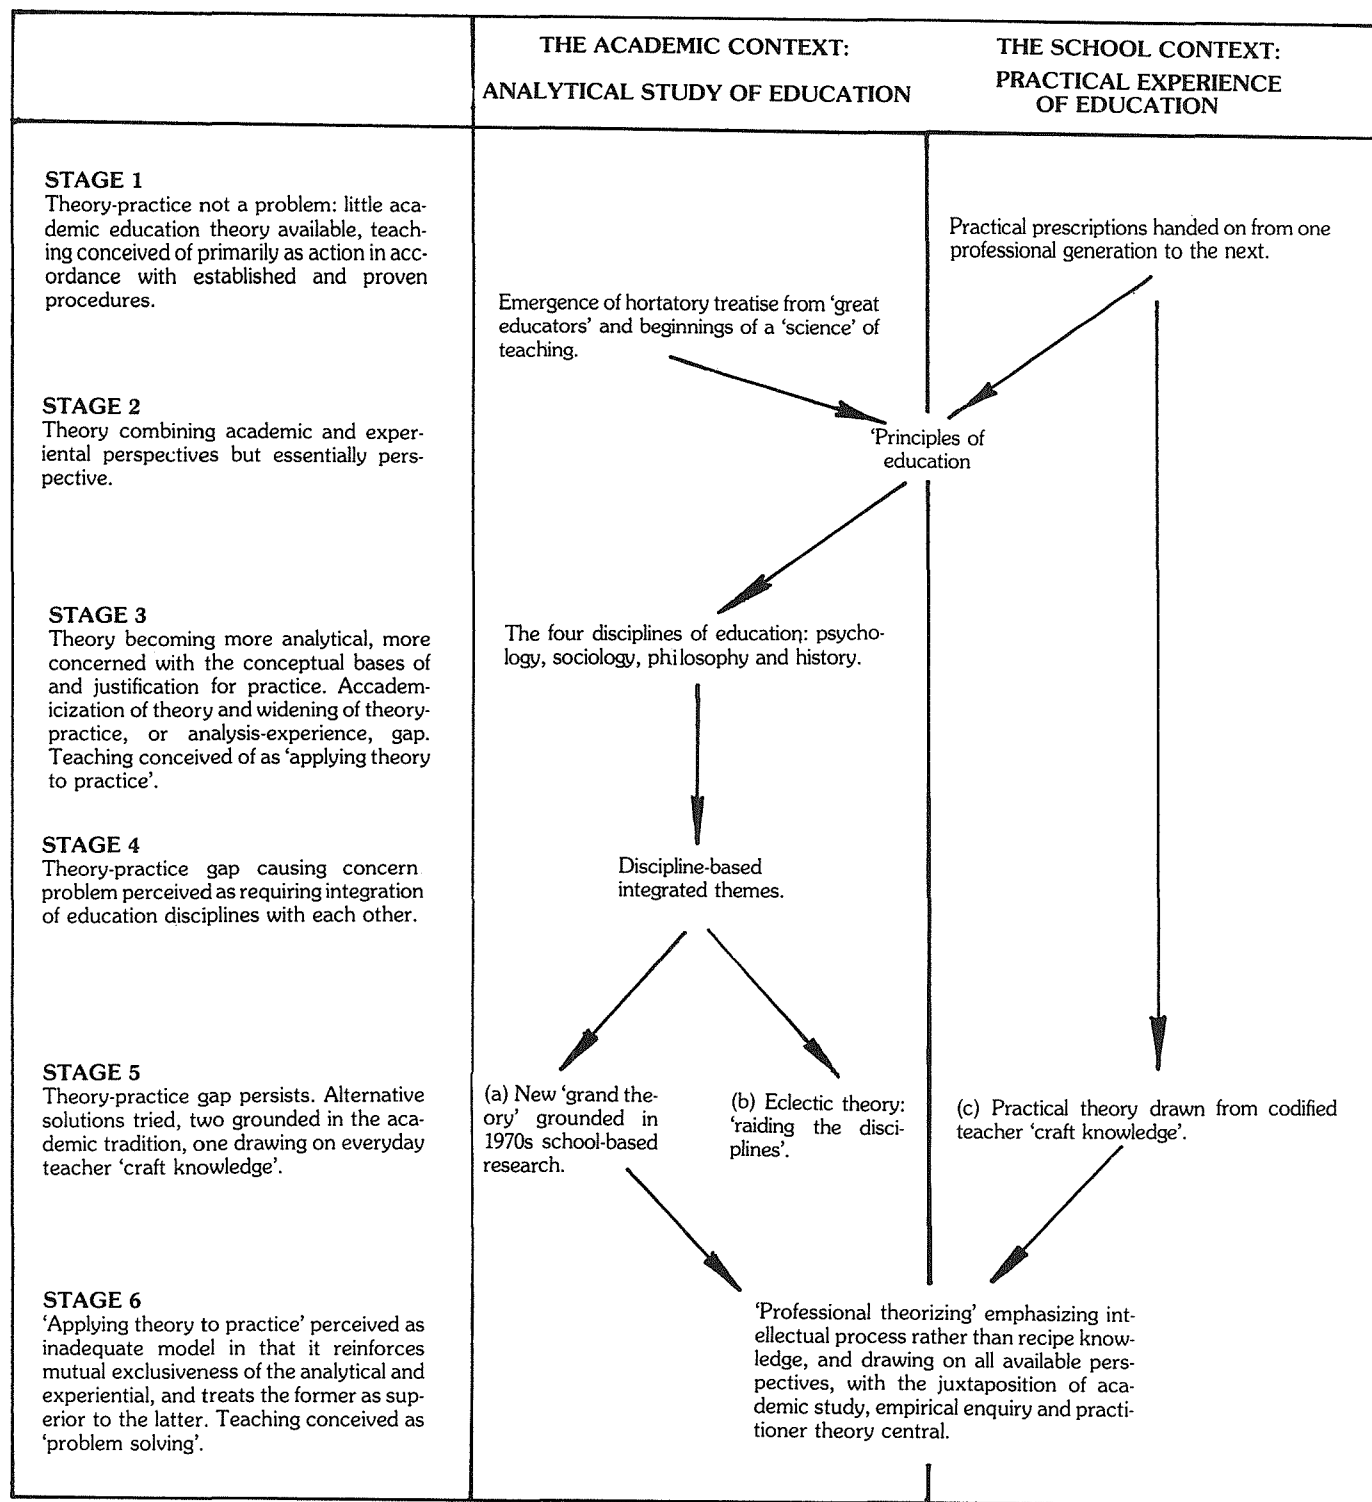 THE ACADEMIC CONTEXT:
ANALYTICAL STUDY OF EDUCATION
THE SCHOOL CONTEXT:
PRACTICAL EXPERIENCE
OF EDUCATION
STAGE 1
Theory-practice not a problem: little aca-
demic education theory available, teach-
ing conceived of primarily as action in acc-
ordance with established and proven
procedures.
Practical prescriptions handed on from one
professional generation to the next.
Emergence of hortatory treatise from ‘great
educators’ and beginnings of a ‘science’ of
teaching.
STAGE 2
Theory combining academic and exper-
iental perspectives but essentially pers-
pective.
‘Principles of
education
STAGE 3
Theory becoming more analytical, more
concerned with the conceptual bases of
and justification for practice. Accadem-
icization of theory and widening of theory-
practice, or analysis-experience, gap.
Teaching conceived of as ‘applying theory
to practice’.
The four disciplines of education: psycho-
logy, sociology, philosophy and history.
STAGE 4
Theory-practice gap causing concern
problem perceived as requiring integration
of education disciplines with each other.
Discipline-based
integrated themes.
STAGE 5
Theory-practice gap persists. Alternative
solutions tried, two grounded in the aca-
demic tradition, one drawing on everyday
teacher ‘craft knowledge’.
(a) New ‘grand the-
ory’ grounded in
1970s school-based
research.
(b) Eclectic theory:
‘raiding the disci-
plines’.
(c) Practical theory drawn from codified
teacher ‘craft knowledge’.
STAGE 6
‘Applying theory to practice’ perceived as
inadequate model in that it reinforces
mutual exclusiveness of the analytical and
experiential, and treats the former as sup-
erior to the latter. Teaching conceived as
‘problem solving’.
‘Professional theorizing’ emphasizing int-
ellectual process rather than recipe know-
ledge, and drawing on all available pers-
pectives, with the juxtaposition of aca-
demic study, empirical enquiry and practi-
tioner theory central.